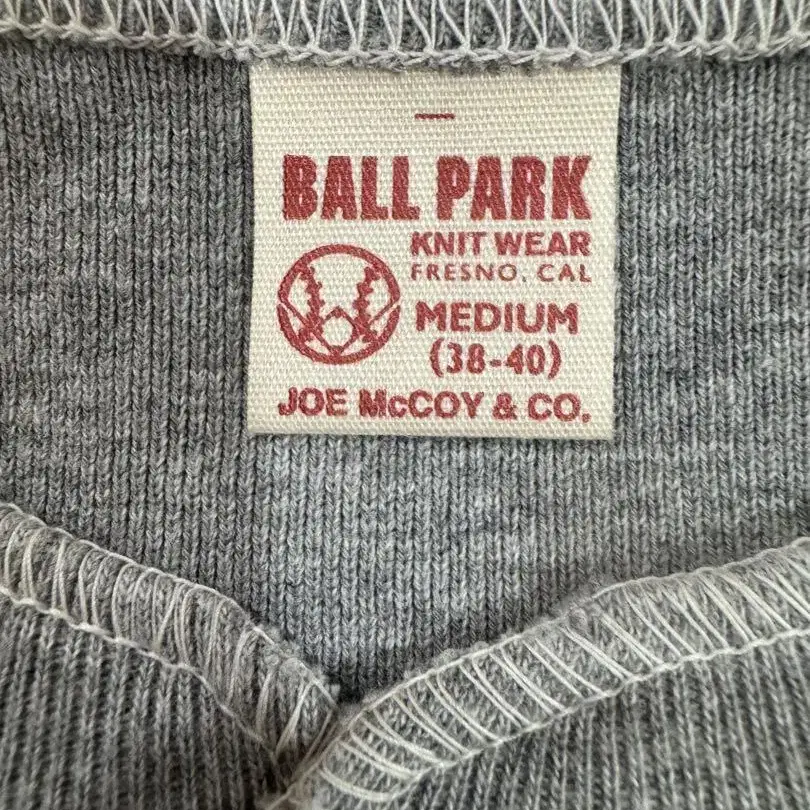 BALL PARK
KNIT WEAR
FRESNO, CAL
MEDIUM
(38-40)
JOE McCOY & CO.